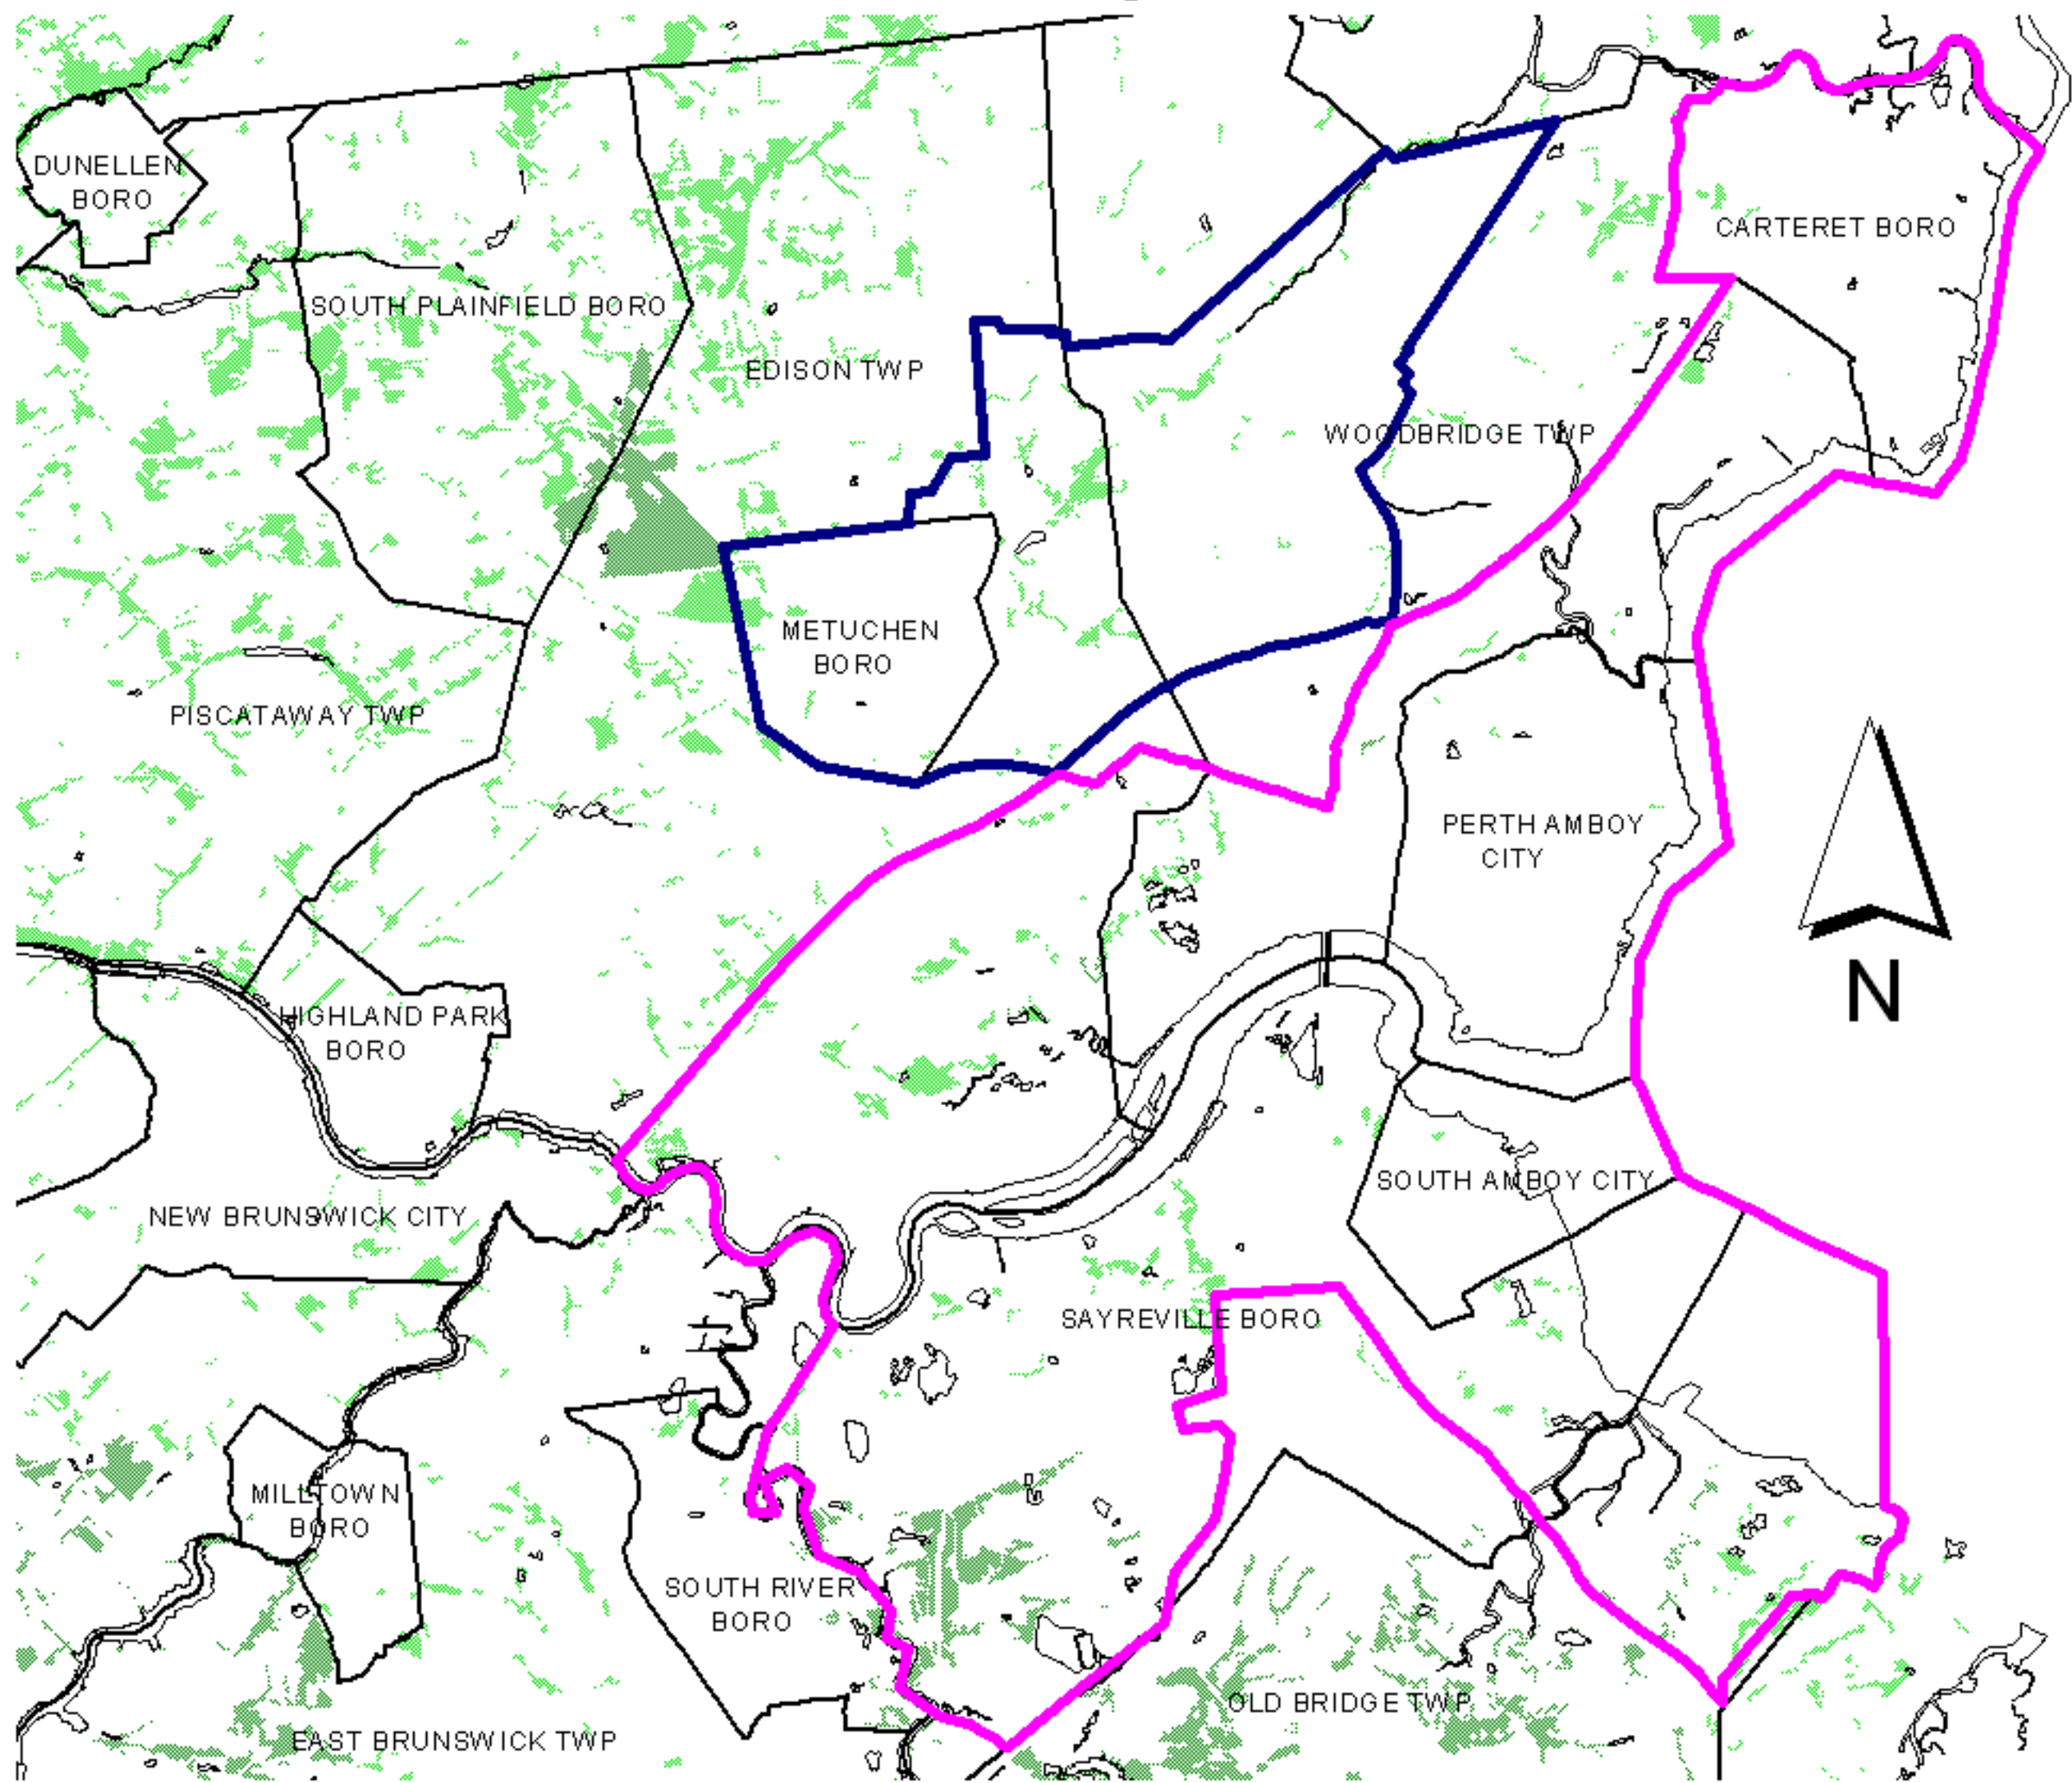 DUNELLEN
BORO
CARTERET BORO
SOUTH PLAINFIELD BORO
EDISON TWP
WOODBRIDGE TWP
METUCHEN
BORO
PISCATAWAY TWP
PERTH AMBOY
CITY
N
HIGHLAND PARK
BORO
SOUTH AMBOY CITY
NEW BRUNSWICK CITY
SAYREVILLE BORO
MILLTOWN
BORO
SOUTH RIVER
BORO
OLD BRIDGE TWP
EAST BRUNSWICK TWP